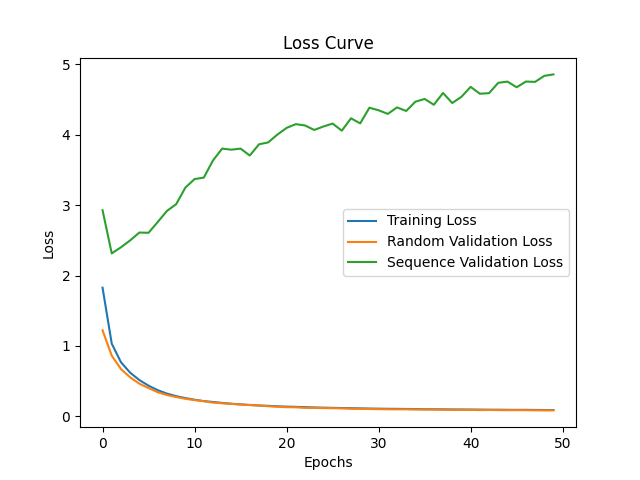 Loss Curve
5
4
3
2
1
0
Loss
Training Loss
Random Validation Loss
Sequence Validation Loss
0 10 20 30 40 50
Epochs